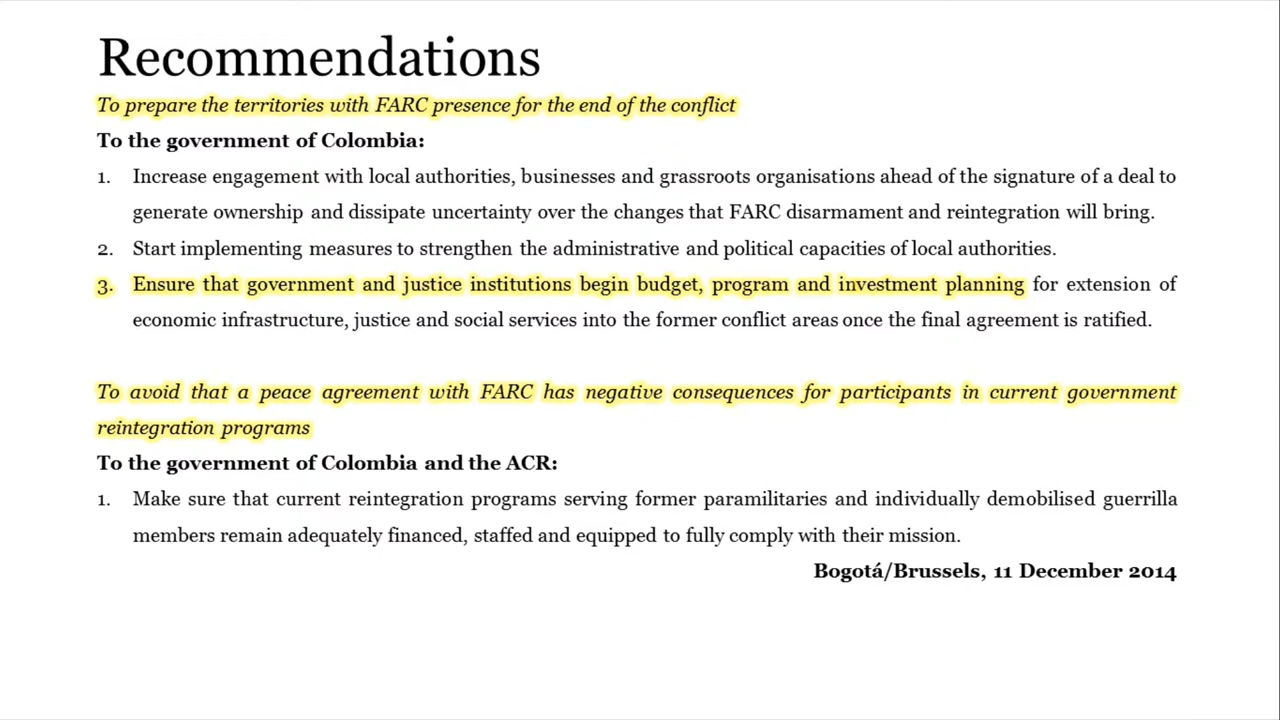 Recommendations
To prepare the territories with FARC presence for the end of the conflict
To the government of Colombia:
1. Increase engagement with local authorities, businesses and grassroots organisations ahead of the signature of a deal to
generate ownership and dissipate uncertainty over the changes that FARC disarmament and reintegration will bring.
2. Start implementing measures to strengthen the administrative and political capacities of local authorities.
3. Ensure that government and justice institutions begin budget, program and investment planning for extension of
economic infrastructure, justice and social services into the former conflict areas once the final agreement is ratified.
To avoid that a peace agreement with FARC has negative consequences for participants in current government
reintegration programs
To the government of Colombia and the ACR:
1. Make sure that current reintegration programs serving former paramilitaries and individually demobilised guerrilla
members remain adequately financed, staffed and equipped to fully comply with their mission.
Bogotá/Brussels, 11 December 2014